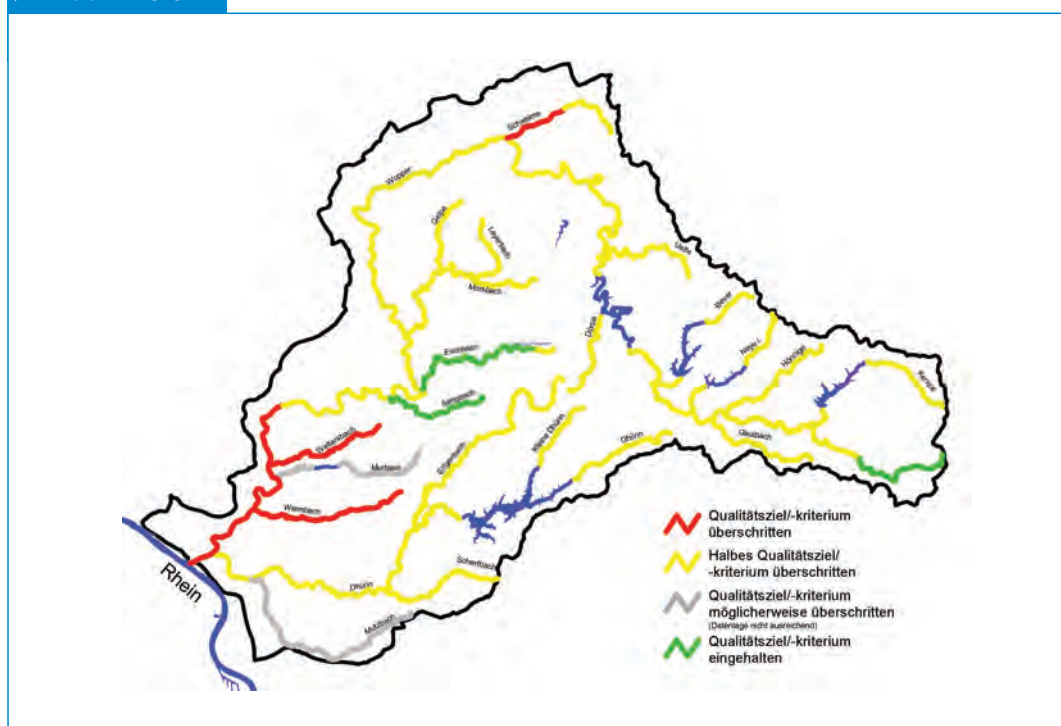 Schwelme
Wupper
Gelpe
Leyerbach
Morsbach
Uelfe
Bever
Neye
Hönnige
Kerspe
Gaulbach
Dörpe
Eschbach
Sengbach
Weltersbach
Murbach
Wiembach
Eifgenbach
Kleine Dhünn
Dhünn
Scherfbach
Dhünn
Mutzbach
Rhein
Qualitätsziel/-kriterium
überschritten
Halbes Qualitätsziel/
-kriterium überschritten
Qualitätsziel/-kriterium
möglicherweise überschritten
(Datenlage nicht ausreichend)
Qualitätsziel/-kriterium
eingehalten